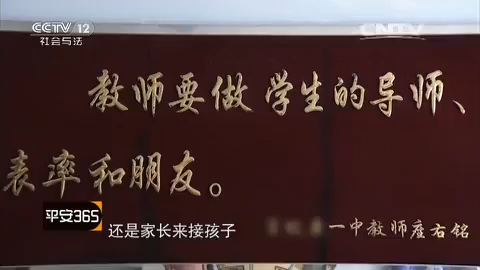 CCTV 12
社会与法
CNTV
教师要做学生的导师、
表率和朋友。
平安365
还是家长来接孩子
一中教师座右铭